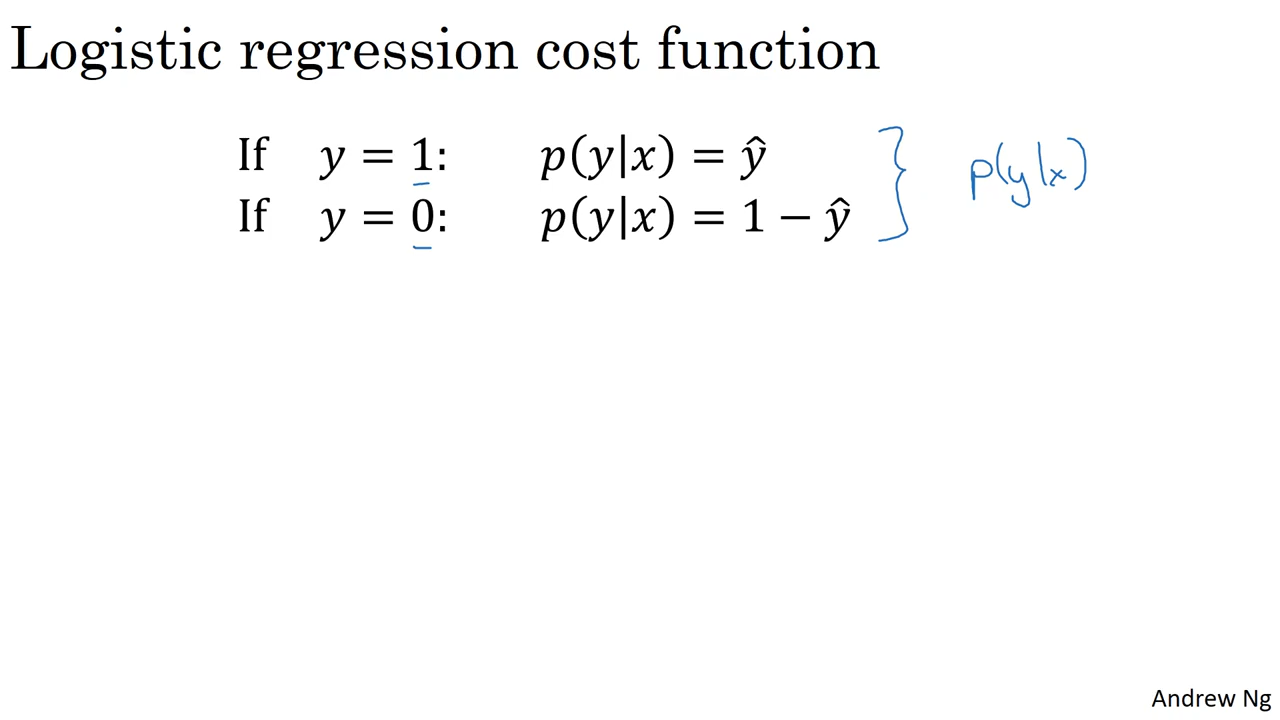 Logistic regression cost function
If y = 1: p(y|x) = ŷ
If y = 0: p(y|x) = 1 − ŷ
p(y|x)
Andrew Ng